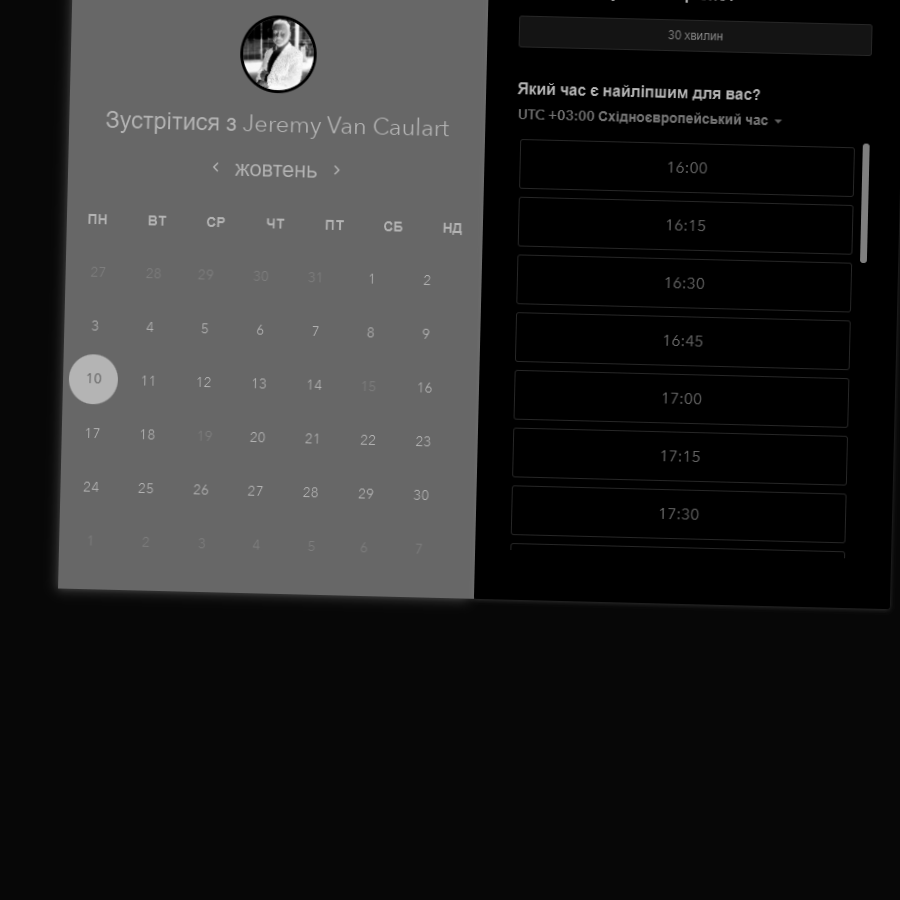 Зустрітися з Jeremy Van Caulart
жовтень
ПН ВТ СР ЧТ ПТ СБ НД
27 28 29 30 31 1 2
3 4 5 6 7 8 9
10 11 12 13 14 15 16
17 18 19 20 21 22 23
24 25 26 27 28 29 30
1 2 3 4 5 6 7
30 хвилин
Який час є найліпшим для вас?
UTC +03:00 Східноєвропейський час
16:00
16:15
16:30
16:45
17:00
17:15
17:30